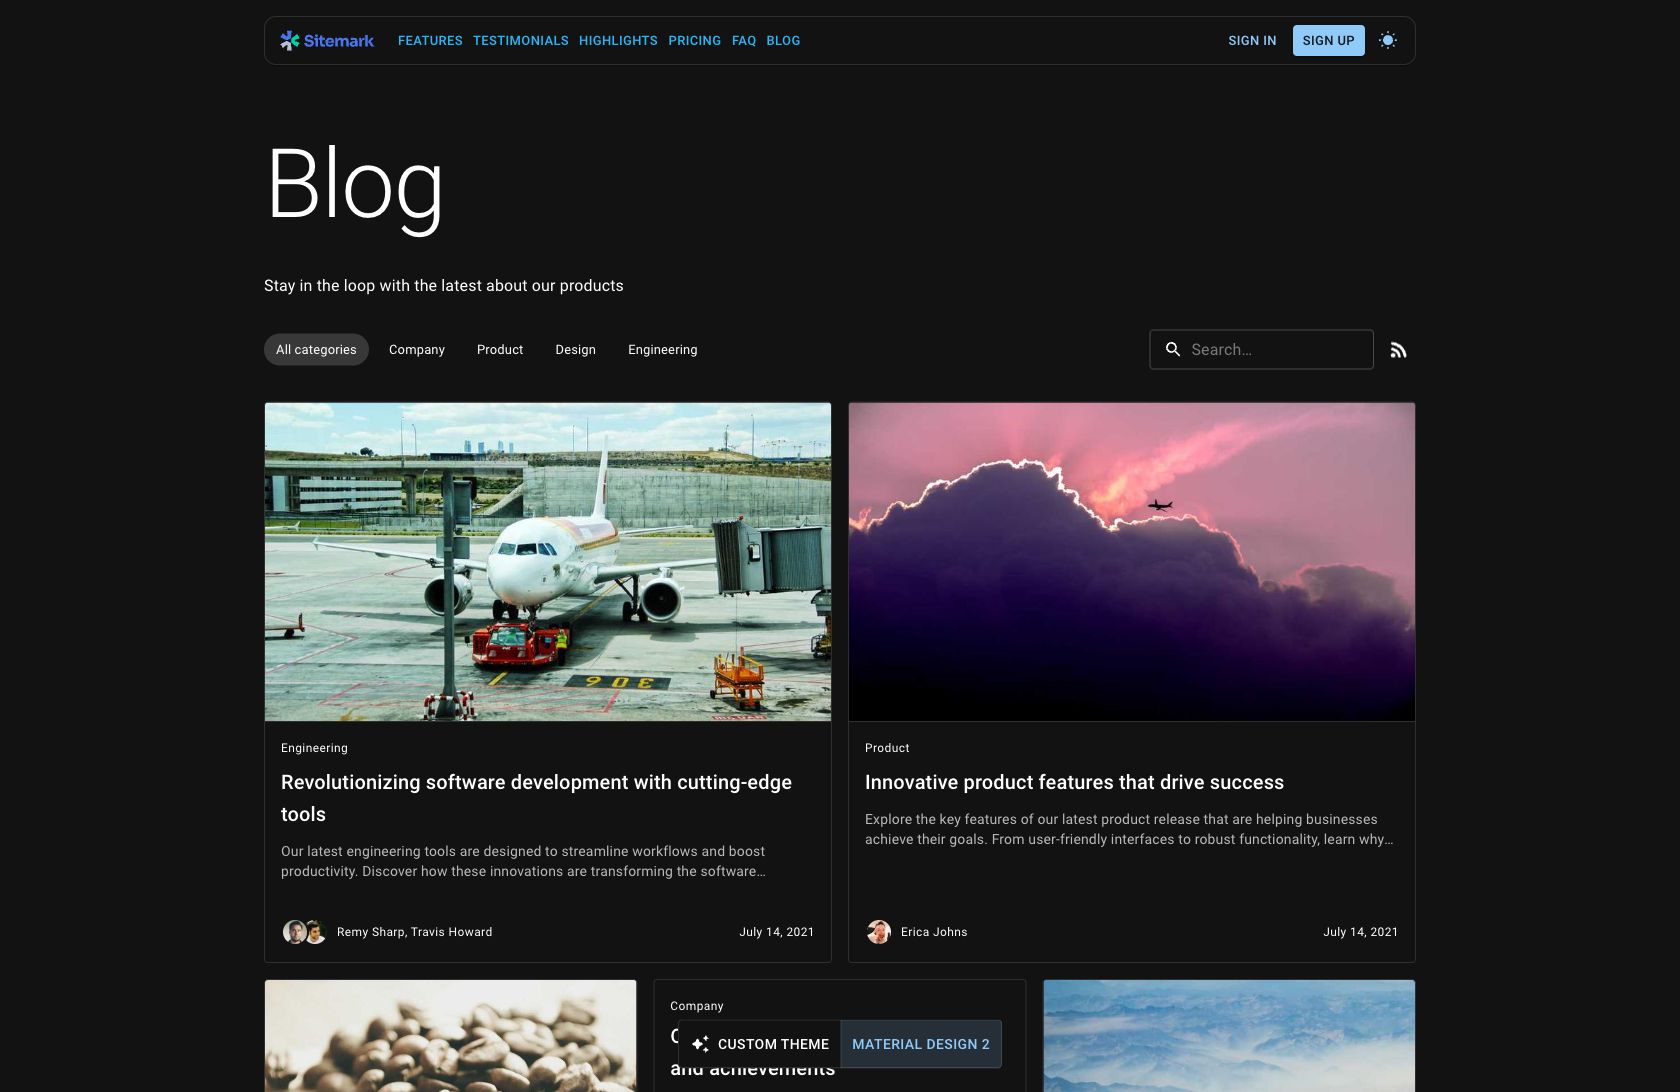 Sitemark FEATURES TESTIMONIALS HIGHLIGHTS PRICING FAQ BLOG SIGN IN SIGN UP
Blog
Stay in the loop with the latest about our products
All categories Company Product Design Engineering Search…
306
Engineering
Revolutionizing software development with cutting-edge
tools
Our latest engineering tools are designed to streamline workflows and boost
productivity. Discover how these innovations are transforming the software…
Remy Sharp, Travis Howard July 14, 2021
Product
Innovative product features that drive success
Explore the key features of our latest product release that are helping businesses
achieve their goals. From user-friendly interfaces to robust functionality, learn why…
Erica Johns July 14, 2021
Company
CUSTOM THEME MATERIAL DESIGN 2
and achievements